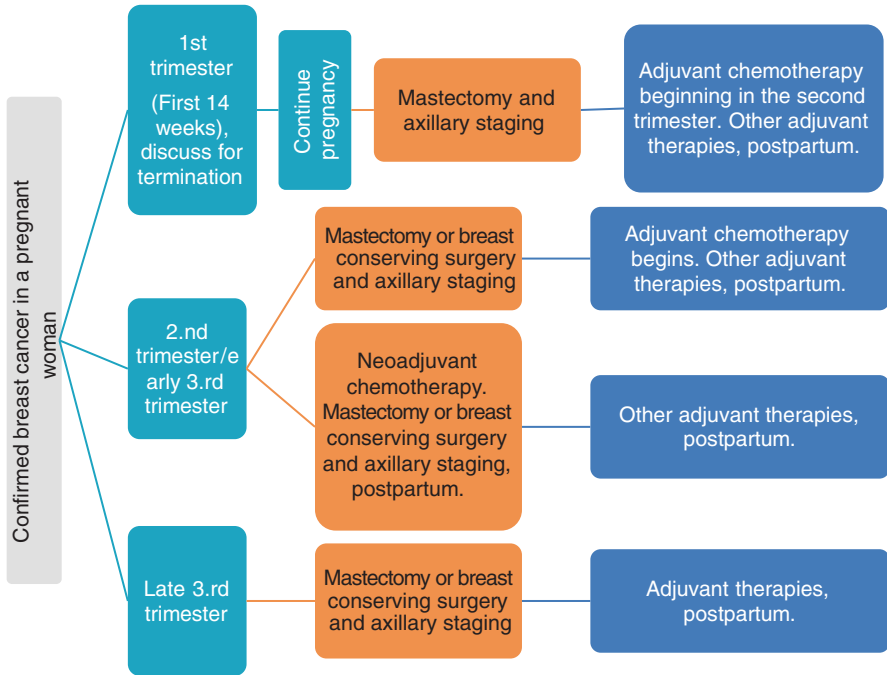 Confirmed breast cancer in a pregnant
woman
1st
trimester
(First 14
weeks),
discuss for
termination
Continue
pregnancy
Mastectomy and
axillary staging
Adjuvant chemotherapy
beginning in the second
trimester. Other adjuvant
therapies, postpartum.
2.nd
trimester/e
arly 3.rd
trimester
Mastectomy or breast
conserving surgery
and axillary staging
Adjuvant chemotherapy
begins. Other adjuvant
therapies, postpartum.
Neoadjuvant
chemotherapy.
Mastectomy or breast
conserving surgery
and axillary staging,
postpartum.
Other adjuvant therapies,
postpartum.
Late 3.rd
trimester
Mastectomy or breast
conserving surgery
and axillary staging
Adjuvant therapies,
postpartum.